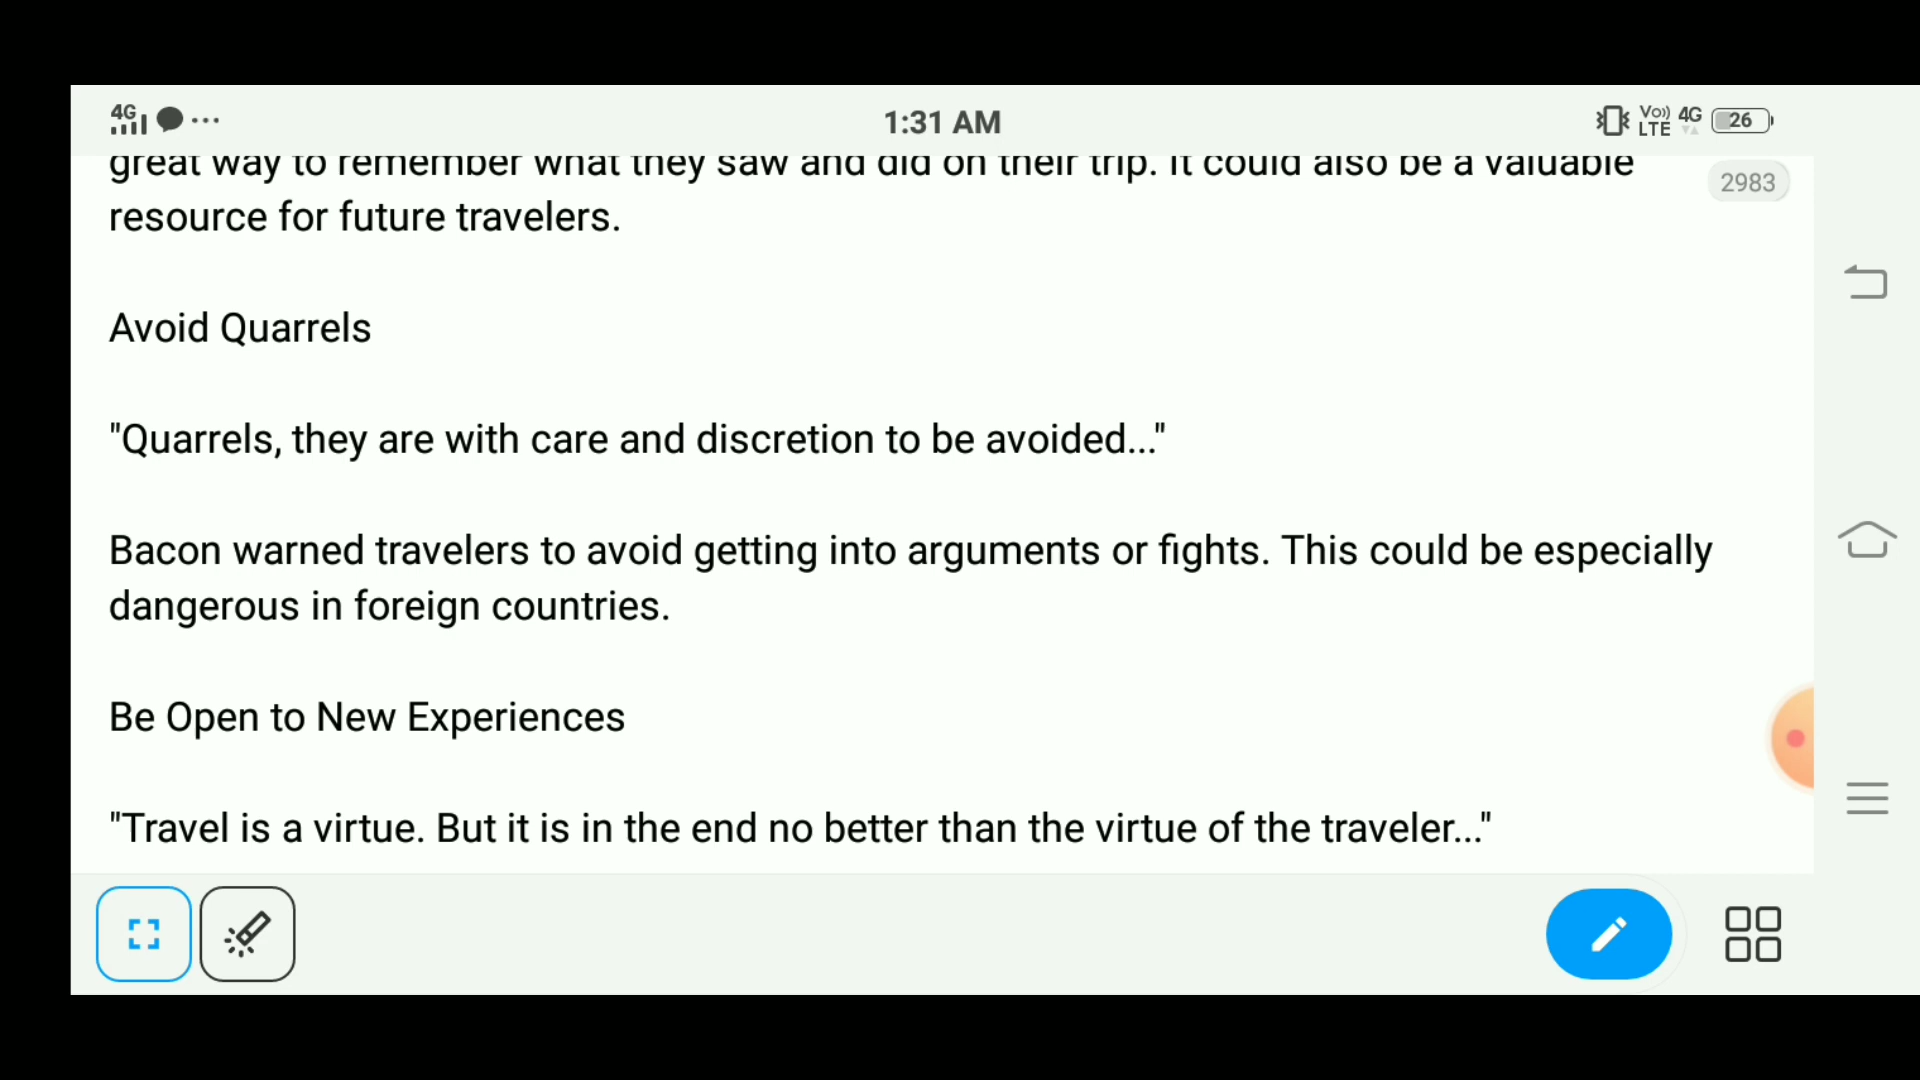 4G ... 1:31 AM Vo)) LTE 4G 26
great way to remember what they saw and did on their trip. It could also be a valuable
2983
resource for future travelers.
Avoid Quarrels
"Quarrels, they are with care and discretion to be avoided..."
Bacon warned travelers to avoid getting into arguments or fights. This could be especially
dangerous in foreign countries.
Be Open to New Experiences
"Travel is a virtue. But it is in the end no better than the virtue of the traveler..."